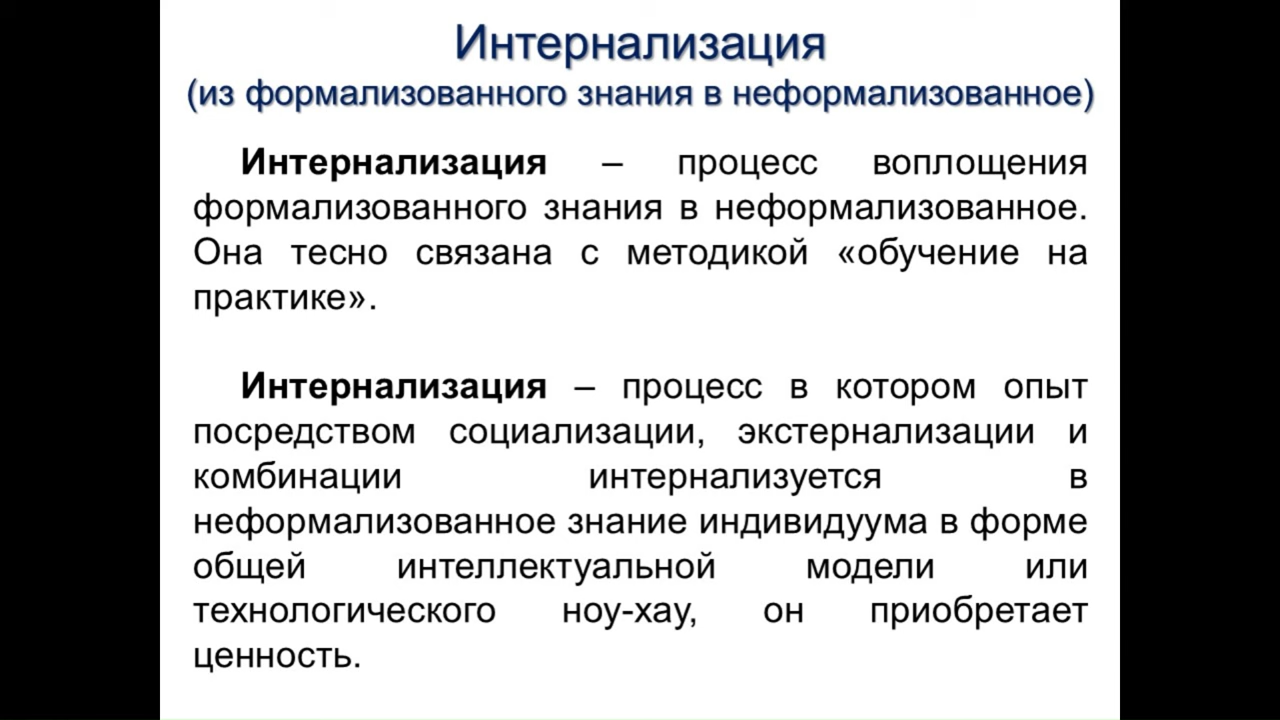 Интернализация
(из формализованного знания в неформализованное)
Интернализация – процесс воплощения
формализованного знания в неформализованное.
Она тесно связана с методикой «обучение на
практике».
Интернализация – процесс в котором опыт
посредством социализации, экстернализации и
комбинации интернализуется в
неформализованное знание индивидуума в форме
общей интеллектуальной модели или
технологического ноу-хау, он приобретает
ценность.